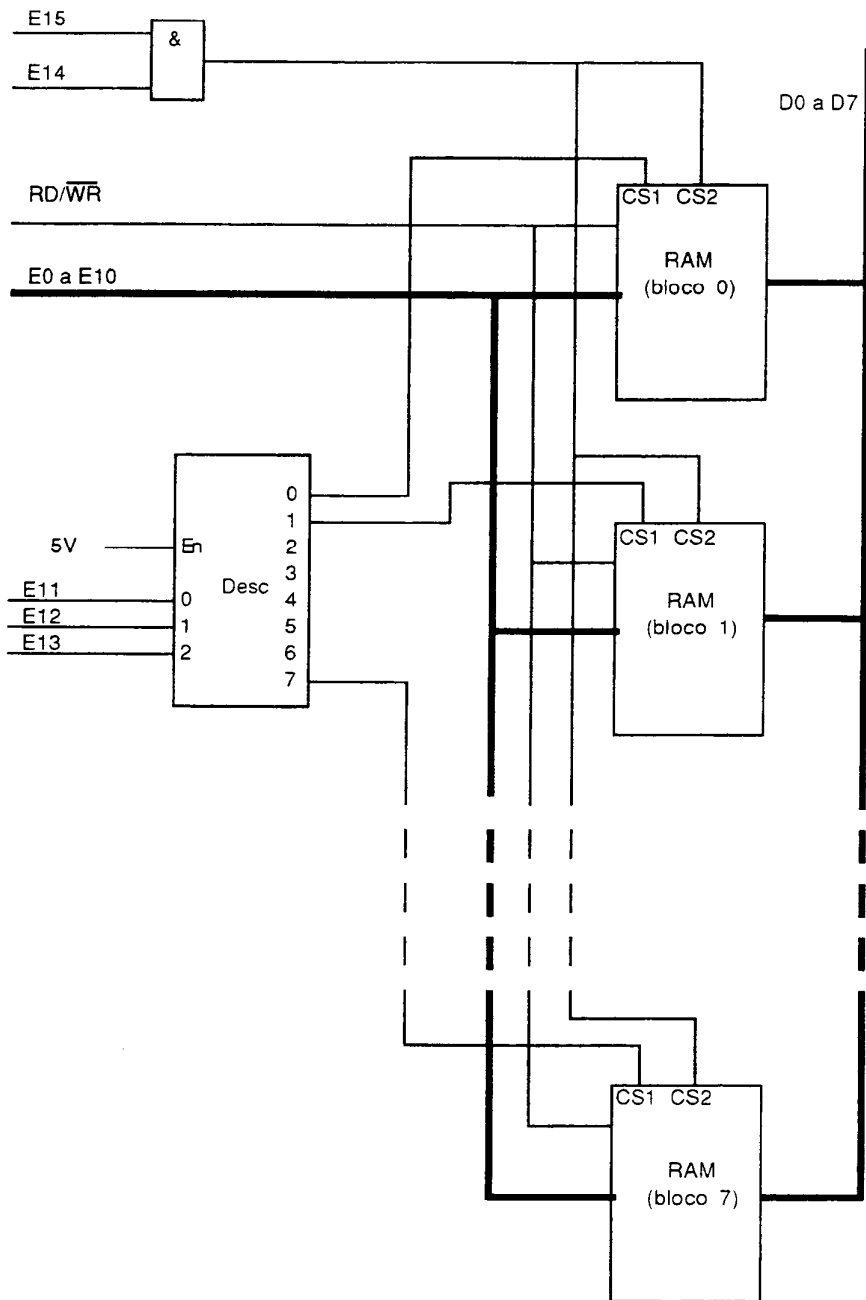 E15
&
E14
D0 a D7
RD/WR
CS1 CS2
RAM
(bloco 0)
E0 a E10
0
1
2
3
4
5
6
7
5V
En
Desc
E11
0
E12
1
E13
2
CS1 CS2
RAM
(bloco 1)
CS1 CS2
RAM
(bloco 7)